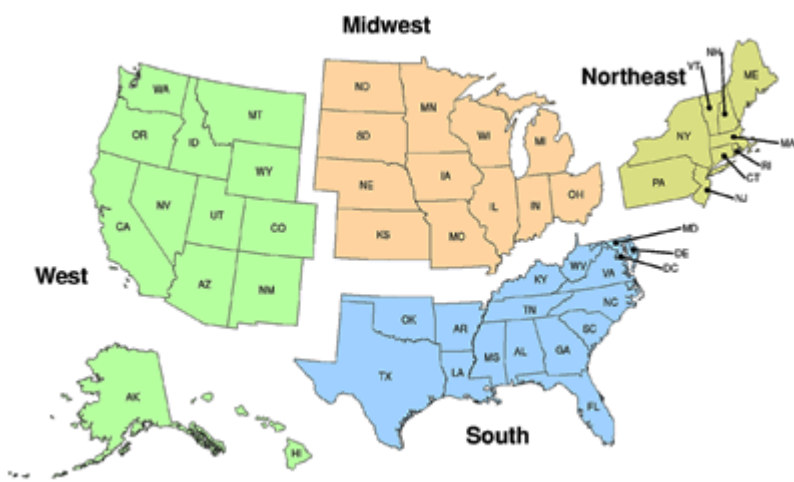 Midwest
Northeast
West
South
WA
OR
ID
MT
WY
NV
UT
CO
CA
AZ
NM
AK
HI
ND
SD
NE
KS
MN
IA
MO
WI
IL
MI
IN
OH
VT
NH
ME
NY
MA
RI
CT
PA
NJ
MD
DE
DC
WV
VA
KY
NC
TN
SC
OK
AR
TX
LA
MS
AL
GA
FL